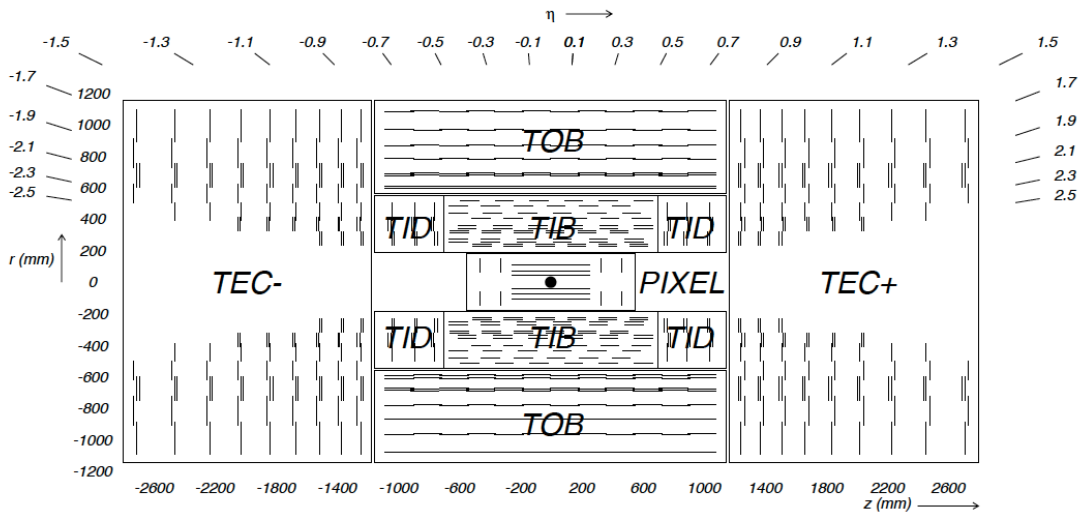 η
-1.5 -1.3 -1.1 -0.9 -0.7 -0.5 -0.3 -0.1 0.1 0.3 0.5 0.7 0.9 1.1 1.3 1.5
-1.7 1.7
1200
-1.9 1.9
1000
-2.1 2.1
800
-2.3 2.3
600
-2.5 2.5
400
200
r (mm)
0
-200
-400
-600
-800
-1000
-1200
TOB
TID TIB TID
TEC- PIXEL TEC+
TID TIB TID
TOB
-2600 -2200 -1800 -1400 -1000 -600 -200 200 600 1000 1400 1800 2200 2600
z (mm)